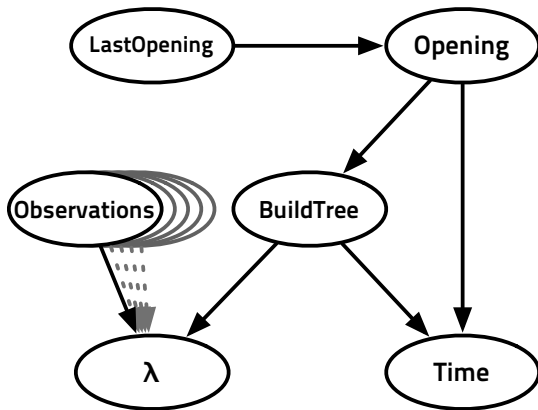 LastOpening
Opening
Observations
BuildTree
λ
Time